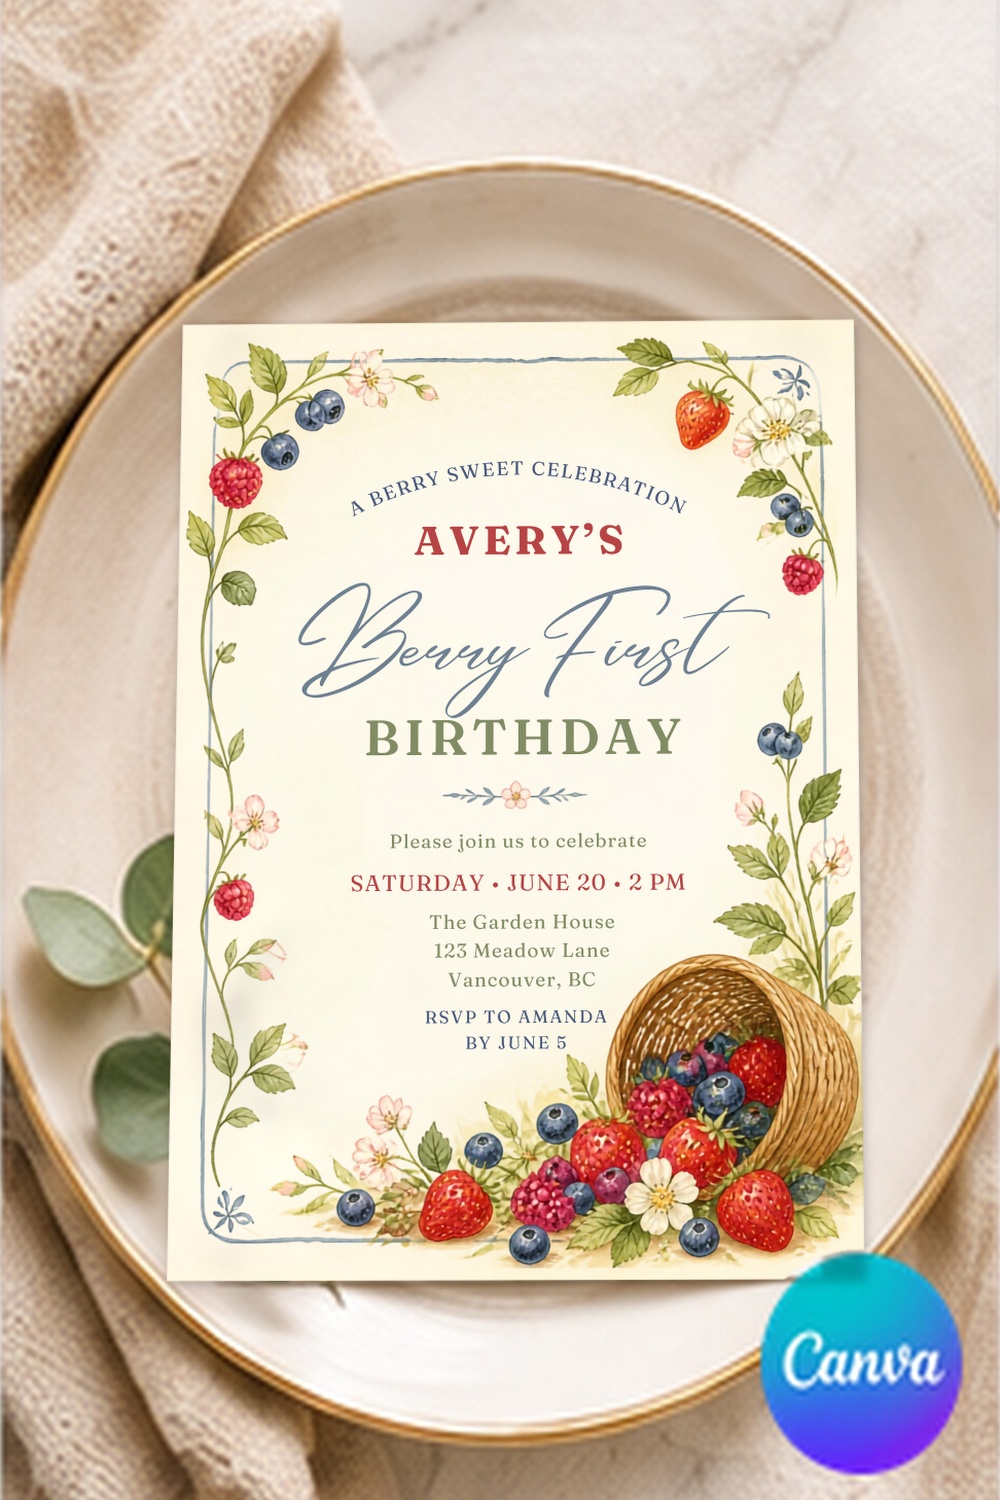 A BERRY SWEET CELEBRATION
AVERY’S
Berry First
BIRTHDAY
Please join us to celebrate
SATURDAY • JUNE 20 • 2 PM
The Garden House
123 Meadow Lane
Vancouver, BC
RSVP TO AMANDA
BY JUNE 5
Canva